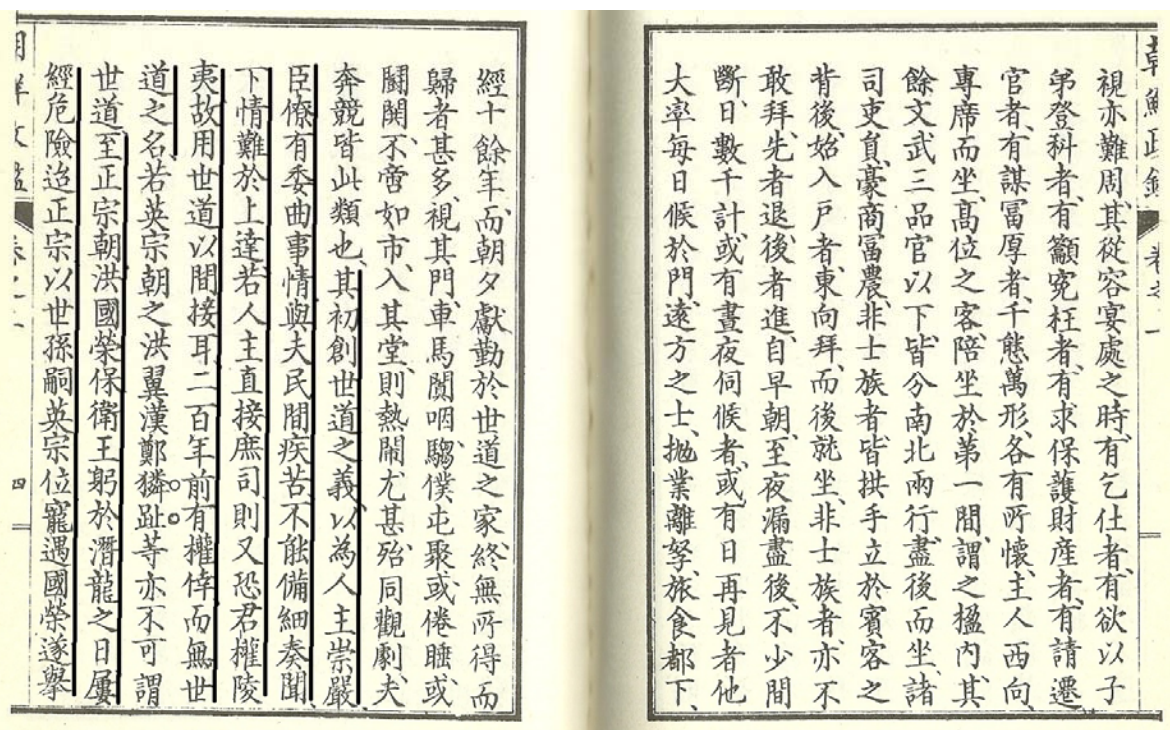 朝鮮政鑑
卷之
視亦難周、其從容宴處之時、有乞仕者、有欲以子
弟登科者、有籲寃枉者、有求保護財産者、有請遷
官者、有謀冨厚者、千態萬形、各有所懷、主人西向、
專席而坐、高位之客、陪坐於第一間、謂之楹內、其
餘文武三品官以下、皆分南北兩行、盡後而坐、諸
司吏負、豪商冨農、非士族者、皆拱手立於賓客之
背後、始入戶者、東向拜、而後就坐、非士族者、亦不
敢拜、先者退、後者進、自早朝、至夜漏盡後、不少間
斷、日數千計、或有晝夜伺候者、或有日再見者、他
大率每日候於門、遠方之士、抛業離孥、旅食都下、
經十餘年、而朝夕獻勤於世道之家、終無所得而
歸者甚多、視其門、車馬闐咽、騶僕屯聚、或倦睡、或
鬪鬨、不啻如市、入其堂、則熱鬧尤甚、殆同觀劇、夫
奔競皆此類也、其初創世道之義、以為人主崇嚴、
臣僚有委曲事情、與夫民間疾苦、不能備細奏聞、
下情難於上達、若人主直接庶司、則又恐君權陵
夷、故用世道、以間接耳、二百年前、有權倖而無世
道之名、若英宗朝之洪翼漢鄭獜趾等、亦不可謂
世道、至正宗朝、洪國榮保衛王躬於潛龍之日、屢
經危險、迨正宗以世孫嗣英宗位、寵遇國榮、遂擧
四